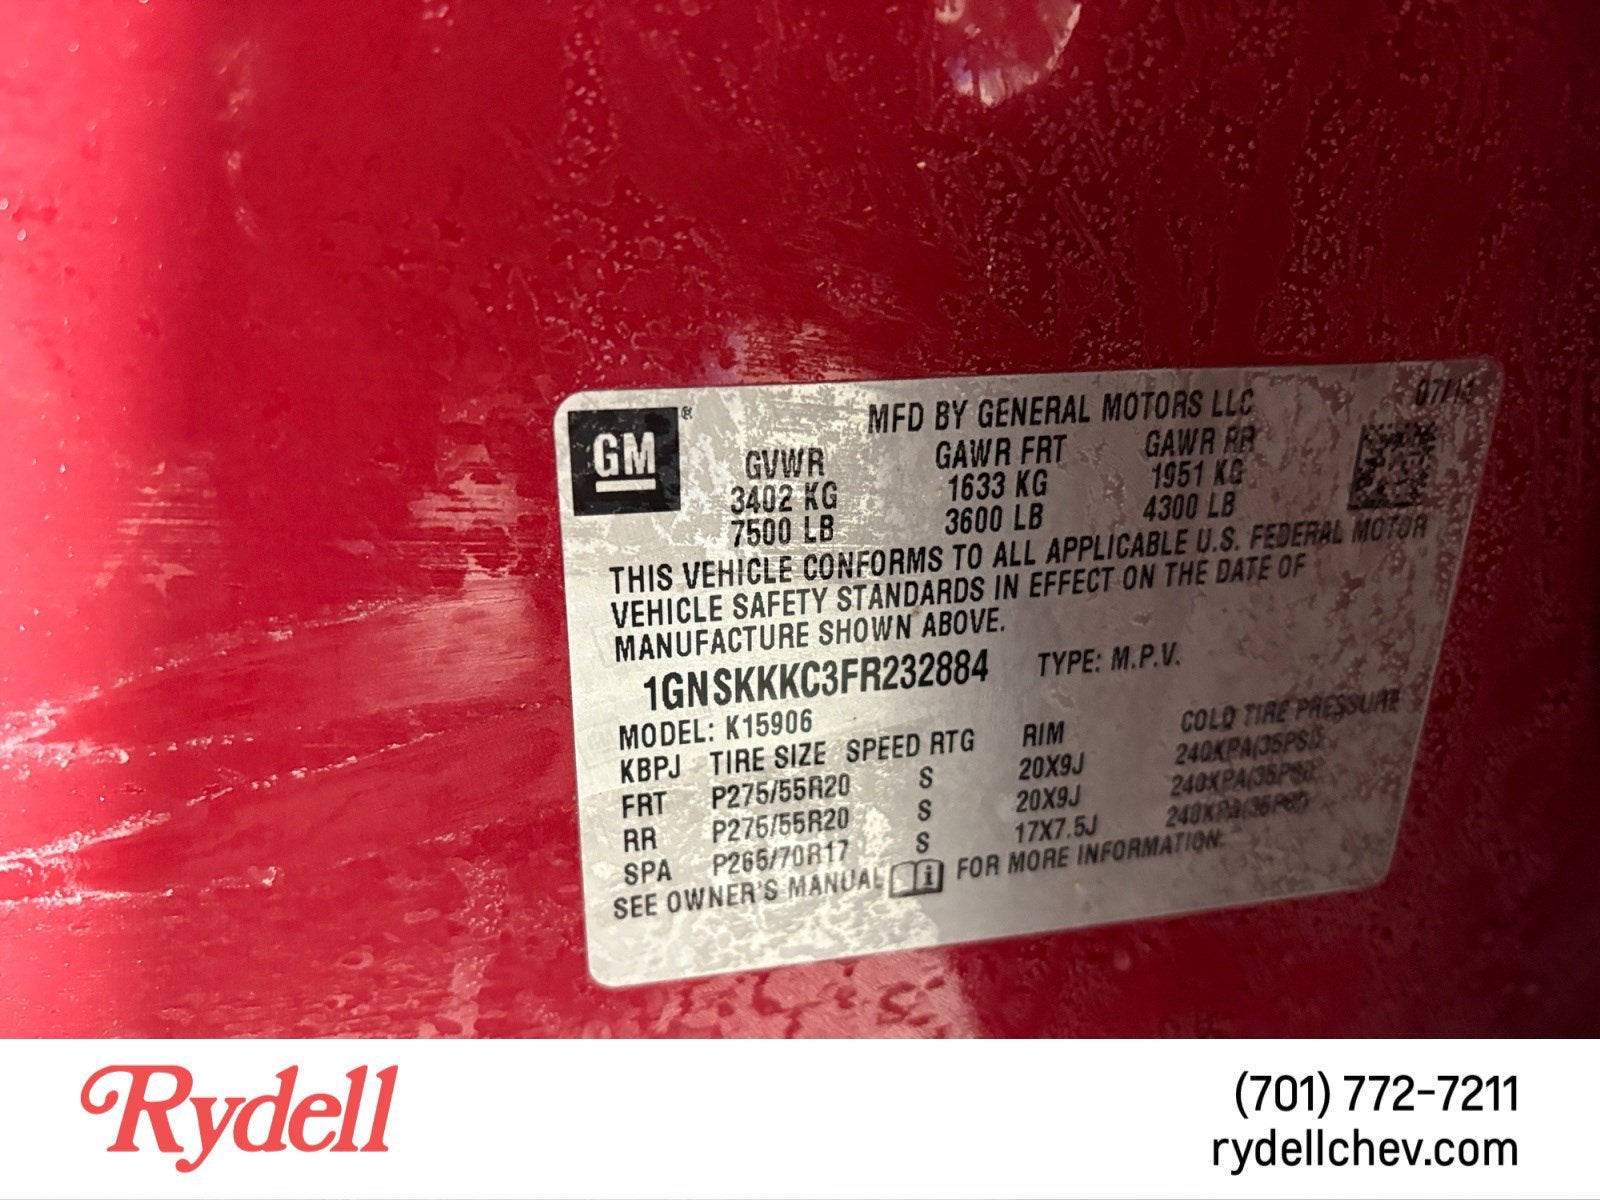 GM ®
MFD BY GENERAL MOTORS LLC
GVWR GAWR FRT GAWR RR
3402 KG 1633 KG 1951 KG
7500 LB 3600 LB 4300 LB
THIS VEHICLE CONFORMS TO ALL APPLICABLE U.S. FEDERAL MOTOR
VEHICLE SAFETY STANDARDS IN EFFECT ON THE DATE OF
MANUFACTURE SHOWN ABOVE.
1GNSKKKC3FR232884 TYPE: M.P.V.
MODEL: K15906
KBPJ TIRE SIZE SPEED RTG RIM COLD TIRE PRESSURE
FRT P275/55R20 S 20X9J 240KPA(35PSI)
RR P275/55R20 S 20X9J 240KPA(35PSI)
SPA P265/70R17 S 17X7.5J 240KPA(35PSI)
SEE OWNER'S MANUAL i FOR MORE INFORMATION.
Rydell
(701) 772-7211
rydellchev.com